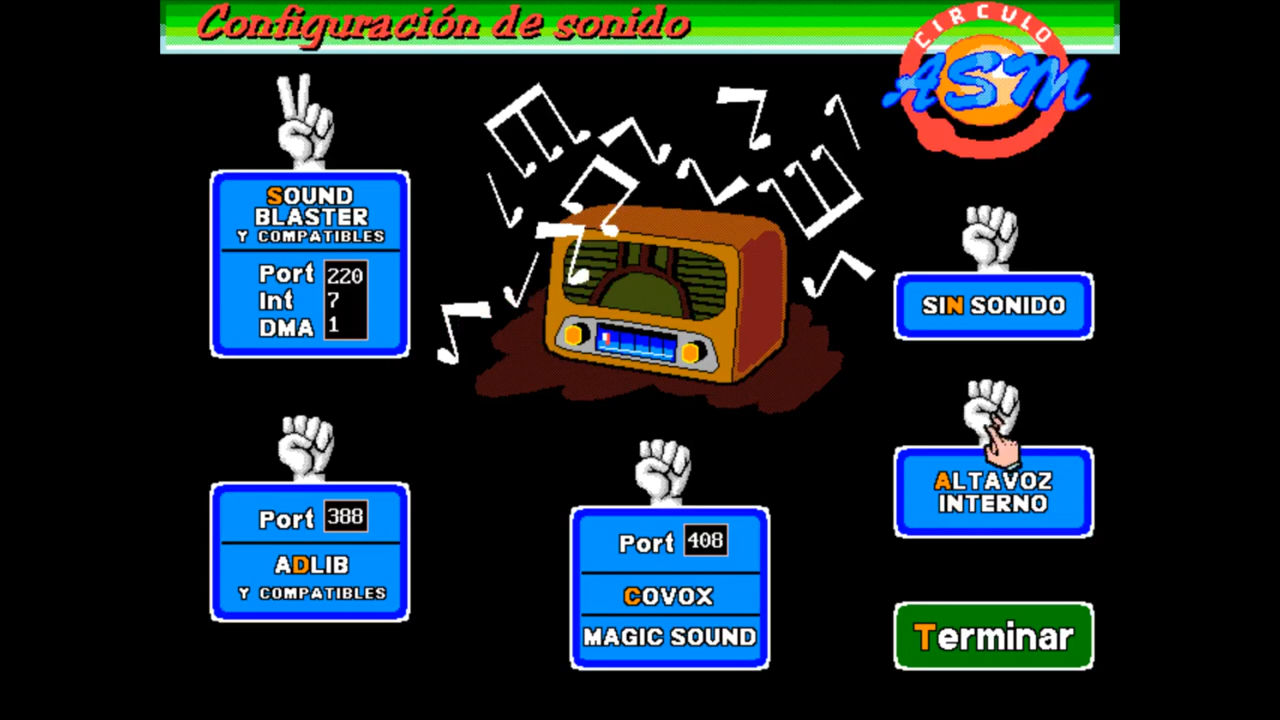 Configuración de sonido
CIRCULO
ASM
SOUND
BLASTER
Y COMPATIBLES
Port 220
Int 7
DMA 1
SIN SONIDO
ALTAVOZ
INTERNO
Port 388
ADLIB
Y COMPATIBLES
Port 408
COVOX
MAGIC SOUND
Terminar